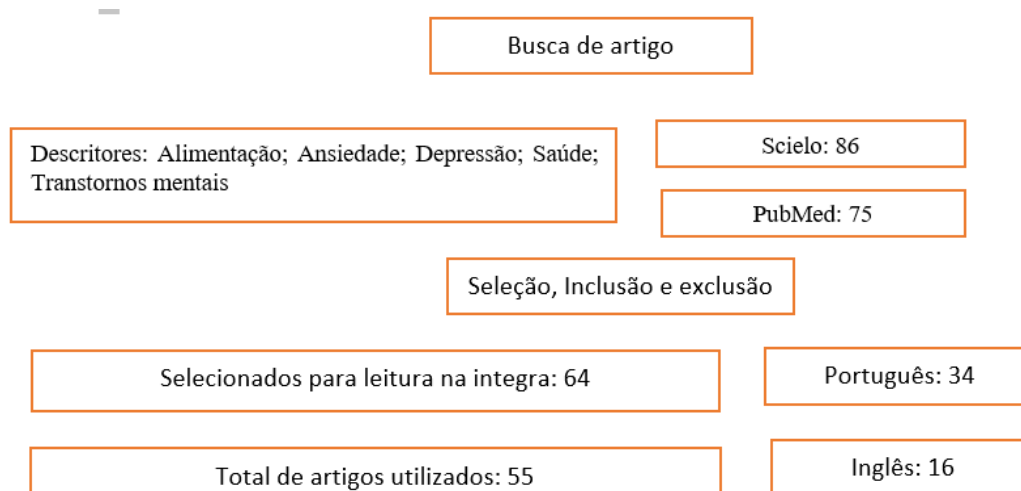 Busca de artigo
Descritores: Alimentação; Ansiedade; Depressão; Saúde;
Transtornos mentais
Scielo: 86
PubMed: 75
Seleção, Inclusão e exclusão
Selecionados para leitura na integra: 64
Português: 34
Total de artigos utilizados: 55
Inglês: 16